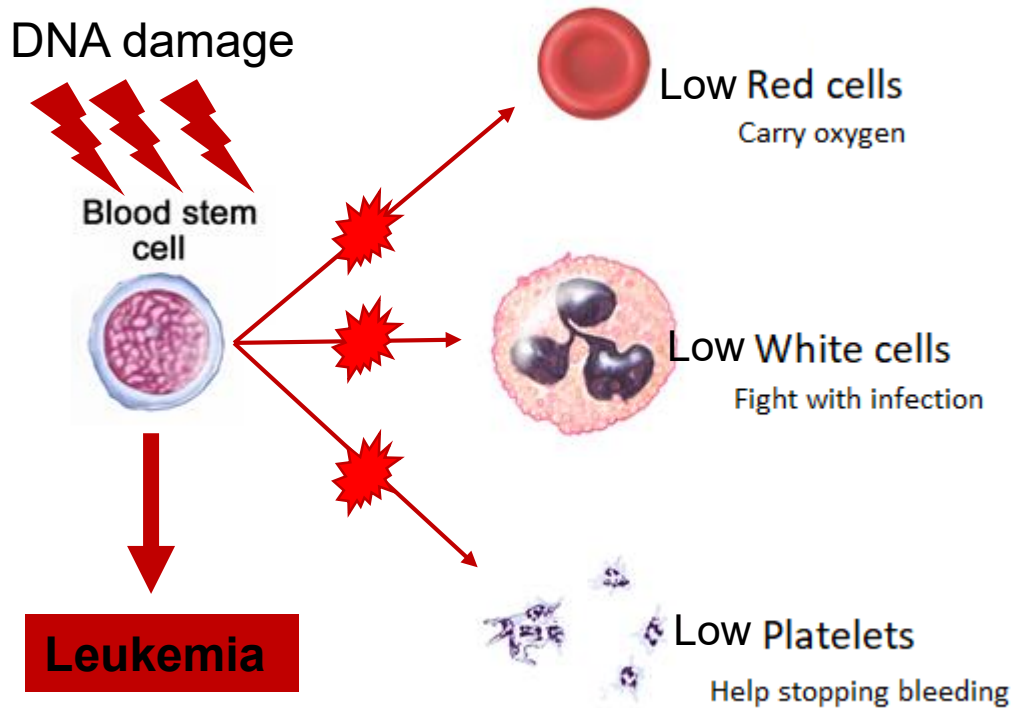 DNA damage
Blood stem
cell
Low Red cells
Carry oxygen
Low White cells
Fight with infection
Low Platelets
Help stopping bleeding
Leukemia